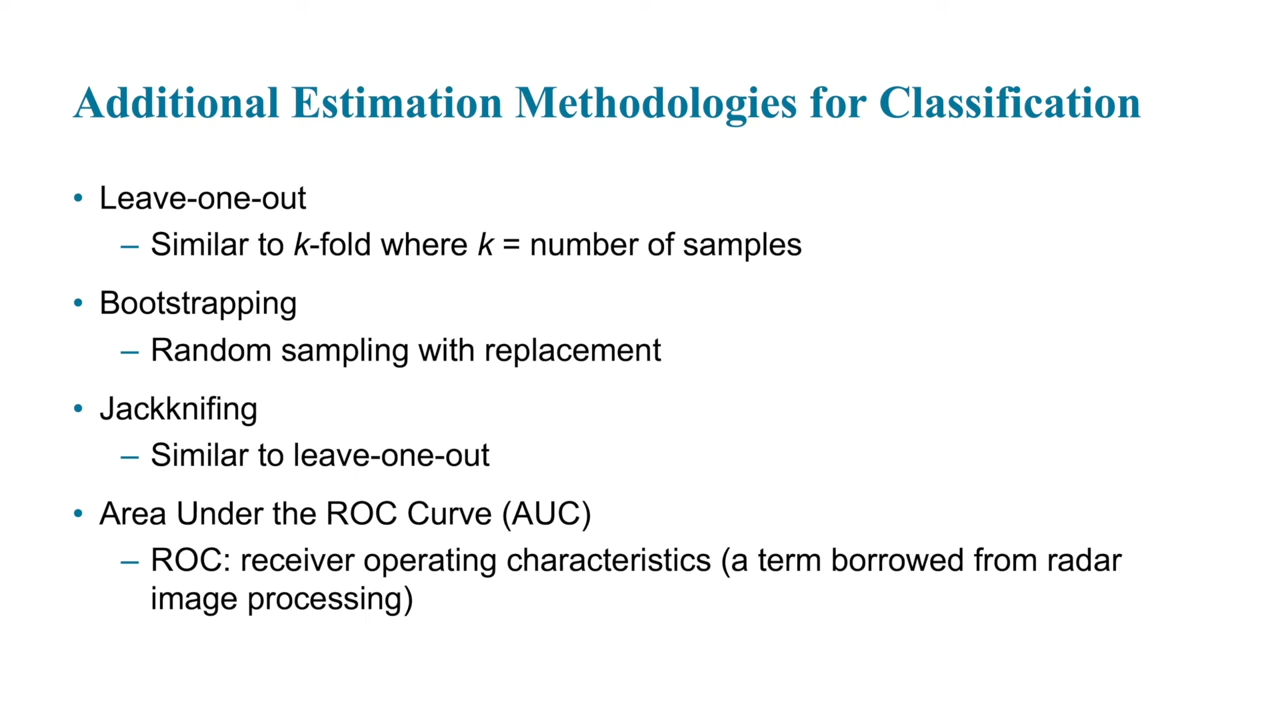 Additional Estimation Methodologies for Classification
• Leave-one-out
– Similar to k-fold where k = number of samples
• Bootstrapping
– Random sampling with replacement
• Jackknifing
– Similar to leave-one-out
• Area Under the ROC Curve (AUC)
– ROC: receiver operating characteristics (a term borrowed from radar
image processing)